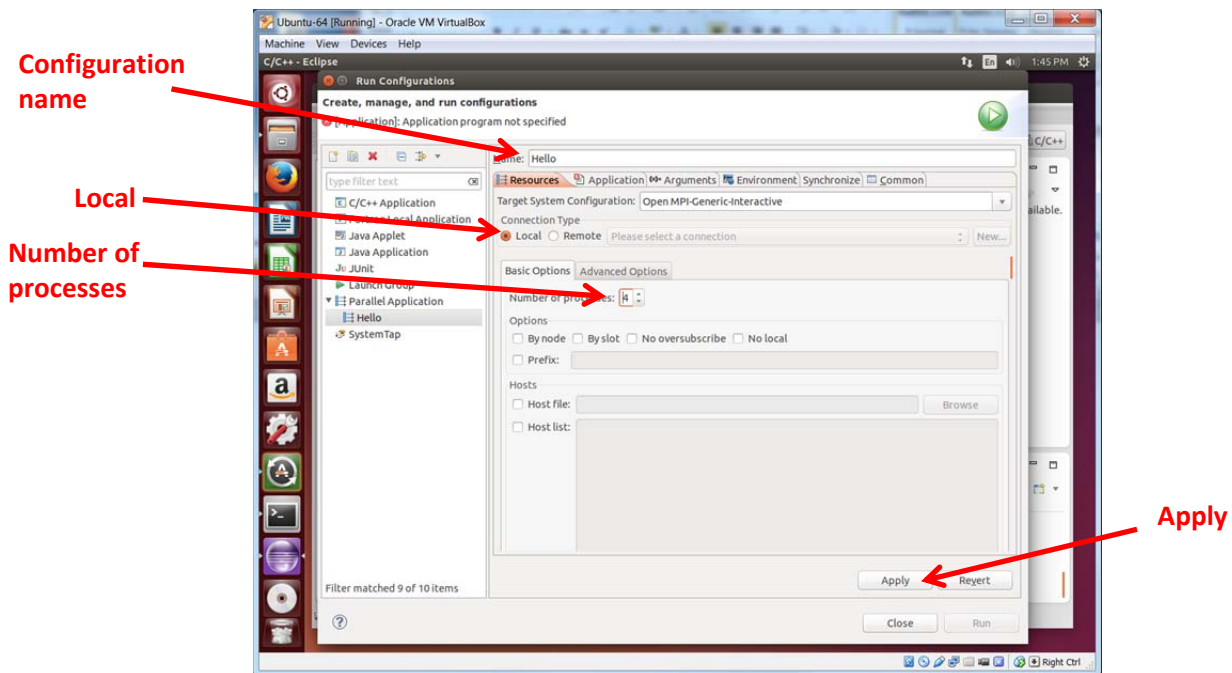 Ubuntu-64 [Running] - Oracle VM VirtualBox
Machine View Devices Help
C/C++ - Eclipse
En 1:45 PM
Configuration
name
Run Configurations
Create, manage, and run configurations
[Application]: Application program not specified
C/C++
Name: Hello
type filter text
Resources Application Arguments Environment Synchronize Common
Target System Configuration: Open MPI-Generic-Interactive
Connection Type
Local Remote Please select a connection New...
Local
C/C++ Application
Fortran Local Application
Java Applet
Java Application
JUnit
Launch Group
Parallel Application
Hello
SystemTap
ailable.
Number of
processes
Basic Options Advanced Options
Number of processes: 4
Options
By node By slot No oversubscribe No local
Prefix:
Hosts
Host file: Browse
Host list:
Apply
Filter matched 9 of 10 items
Apply Revert
Close Run
Right Ctrl